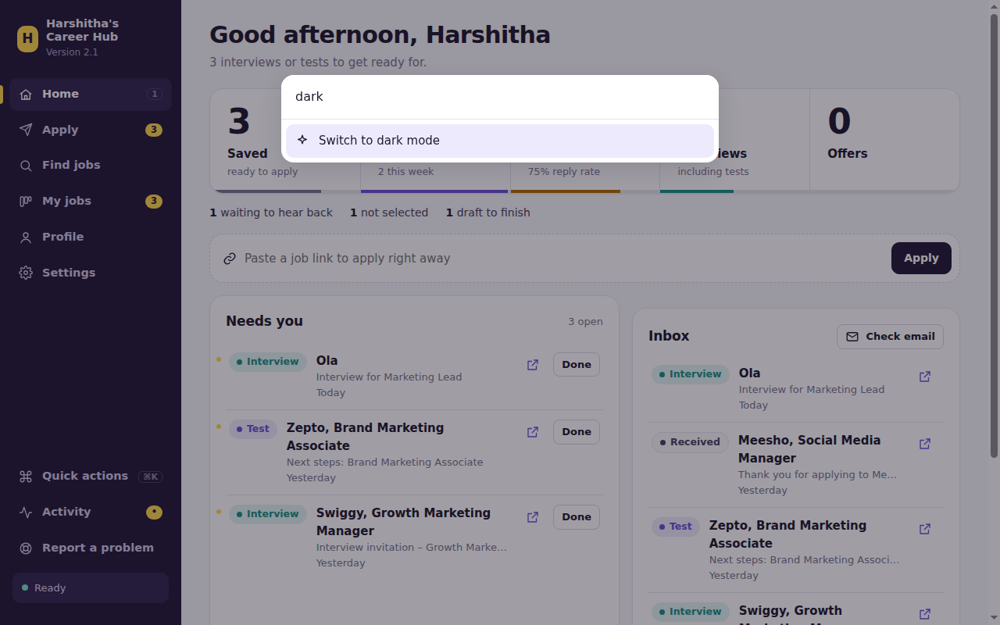 H
Harshitha's
Career Hub
Version 2.1
Home 1
Apply 3
Find jobs
My jobs 3
Profile
Settings
Quick actions ⌘K
Activity
Report a problem
Ready
Good afternoon, Harshitha
3 interviews or tests to get ready for.
dark
Switch to dark mode
3
Saved
ready to apply
2 this week
75% reply rate
iews
including tests
0
Offers
1 waiting to hear back 1 not selected 1 draft to finish
Paste a job link to apply right away
Apply
Needs you
3 open
Interview
Ola
Interview for Marketing Lead
Today
Done
Test
Zepto, Brand Marketing
Associate
Next steps: Brand Marketing Associate
Yesterday
Done
Interview
Swiggy, Growth Marketing
Manager
Interview invitation – Growth Marke…
Yesterday
Done
Inbox
Check email
Interview
Ola
Interview for Marketing Lead
Today
Received
Meesho, Social Media
Manager
Thank you for applying to Me…
Yesterday
Test
Zepto, Brand Marketing
Associate
Next steps: Brand Marketing Associ…
Yesterday
Interview
Swiggy, Growth